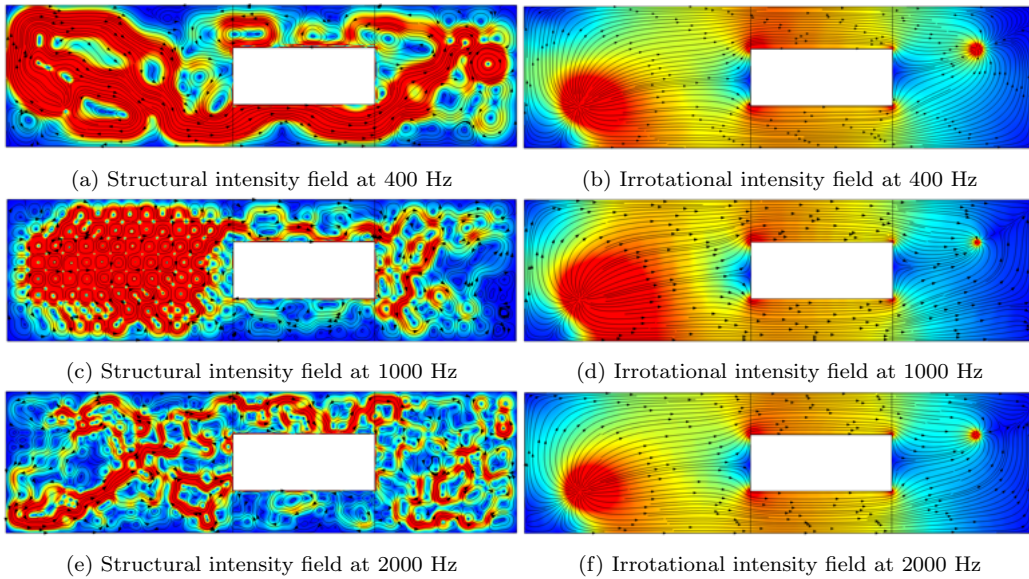 (a) Structural intensity field at 400 Hz
(b) Irrotational intensity field at 400 Hz
(c) Structural intensity field at 1000 Hz
(d) Irrotational intensity field at 1000 Hz
(e) Structural intensity field at 2000 Hz
(f) Irrotational intensity field at 2000 Hz